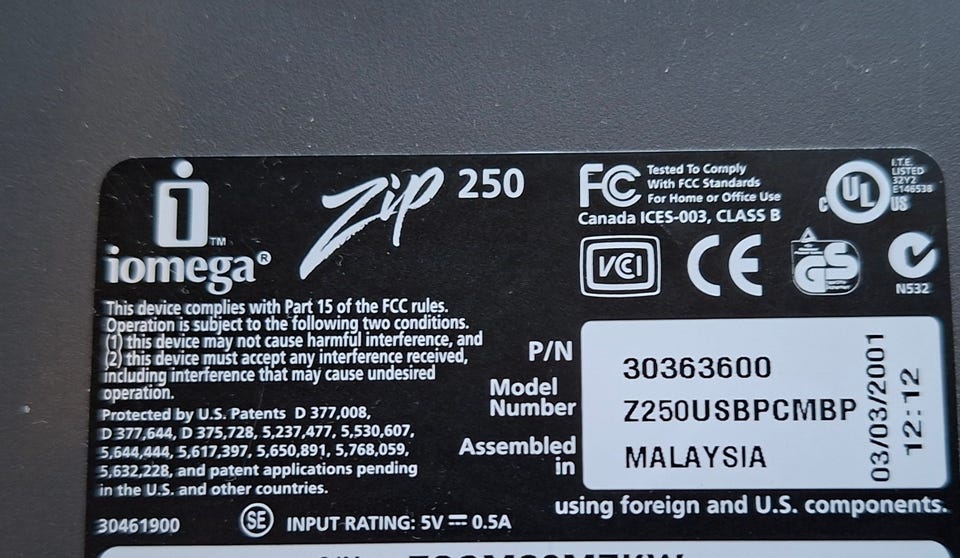 iomega®
TM
Zip 250
FC Tested To Comply
With FCC Standards
For Home or Office Use
Canada ICES-003, CLASS B
C UL US
I.T.E.
LISTED
32Y2
E146538
VCI CE GS
N532
This device complies with Part 15 of the FCC rules.
Operation is subject to the following two conditions.
(1) this device may not cause harmful interference, and
(2) this device must accept any interference received,
including interference that may cause undesired
operation.
Protected by U.S. Patents D 377,008,
D 377,644, D 375,728, 5,237,477, 5,530,607,
5,644,444, 5,617,397, 5,650,891, 5,768,059,
5,632,228, and patent applications pending
in the U.S. and other countries.
30461900
SE INPUT RATING: 5V 0.5A
P/N 30363600
Model
Number Z250USBPCMBP
Assembled
in MALAYSIA
03/03/2001
12:12
using foreign and U.S. components.